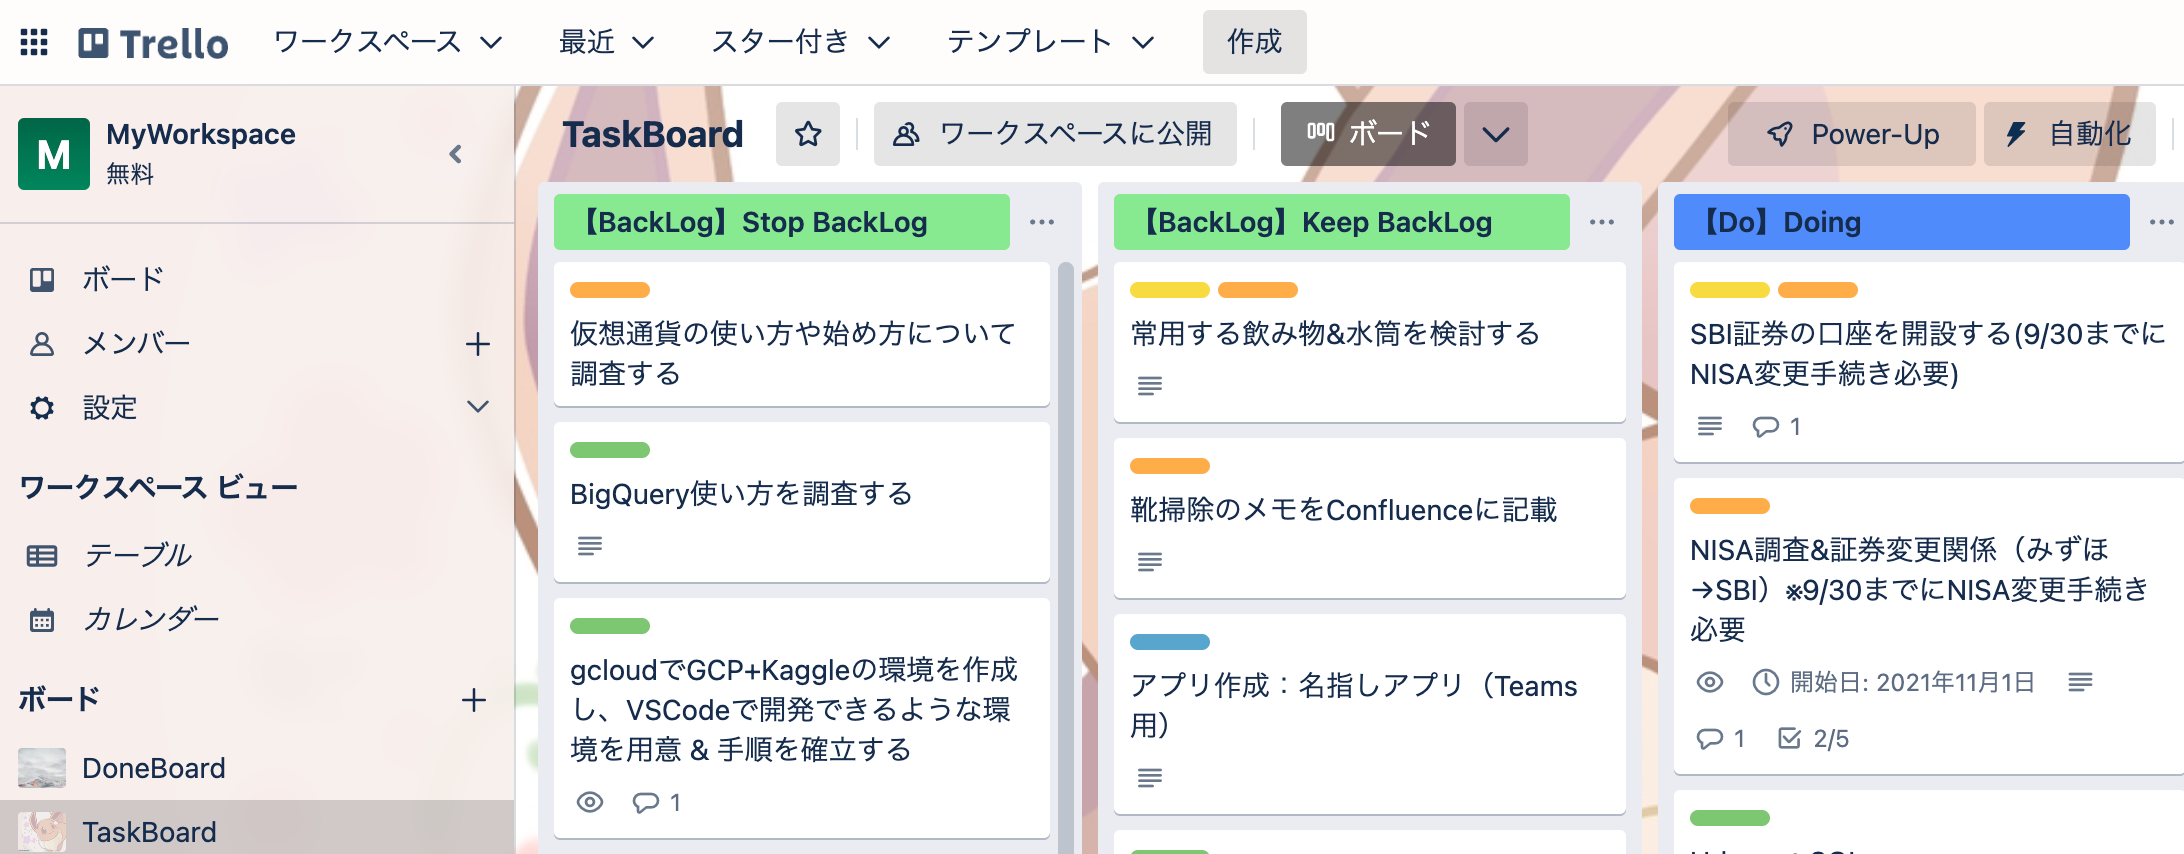 Trello ワークスペース 最近 スター付き テンプレート 作成
M MyWorkspace
無料
ボード
メンバー
設定
ワークスペース ビュー
テーブル
カレンダー
ボード
DoneBoard
TaskBoard
TaskBoard ワークスペースに公開 ボード Power-Up 自動化
【BackLog】Stop BackLog
仮想通貨の使い方や始め方について
調査する
BigQuery使い方を調査する
gcloudでGCP+Kaggleの環境を作成
し、VSCodeで開発できるような環
境を用意 & 手順を確立する
1
【BackLog】Keep BackLog
常用する飲み物&水筒を検討する
靴掃除のメモをConfluenceに記載
アプリ作成：名指しアプリ（Teams
用）
【Do】Doing
SBI証券の口座を開設する(9/30までに
NISA変更手続き必要)
1
NISA調査&証券変更関係（みずほ
→SBI）※9/30までにNISA変更手続き
必要
開始日: 2021年11月1日
1 2/5